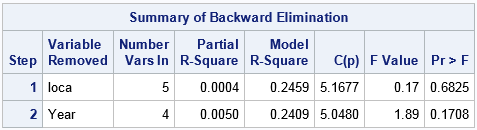 Summary of Backward Elimination
Step Variable Removed Number Vars In Partial R-Square Model R-Square C(p) F Value Pr > F
1 loca 5 0.0004 0.2459 5.1677 0.17 0.6825
2 Year 4 0.0050 0.2409 5.0480 1.89 0.1708